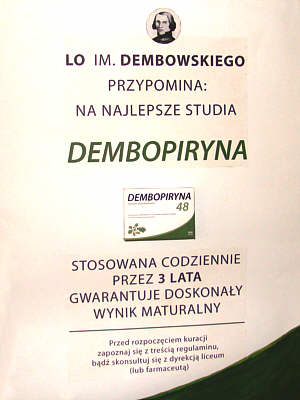 LO IM. DEMBOWSKIEGO
PRZYPOMINA:
NA NAJLEPSZE STUDIA
DEMBOPIRYNA
DEMBOPIRYNA
48
STOSOWANA CODZIENNIE
PRZEZ 3 LATA
GWARANTUJE DOSKONAŁY
WYNIK MATURALNY
Przed rozpoczęciem kuracji
zapoznaj się z treścią regulaminu,
bądź skonsultuj się z dyrekcją liceum
(lub farmaceutą)